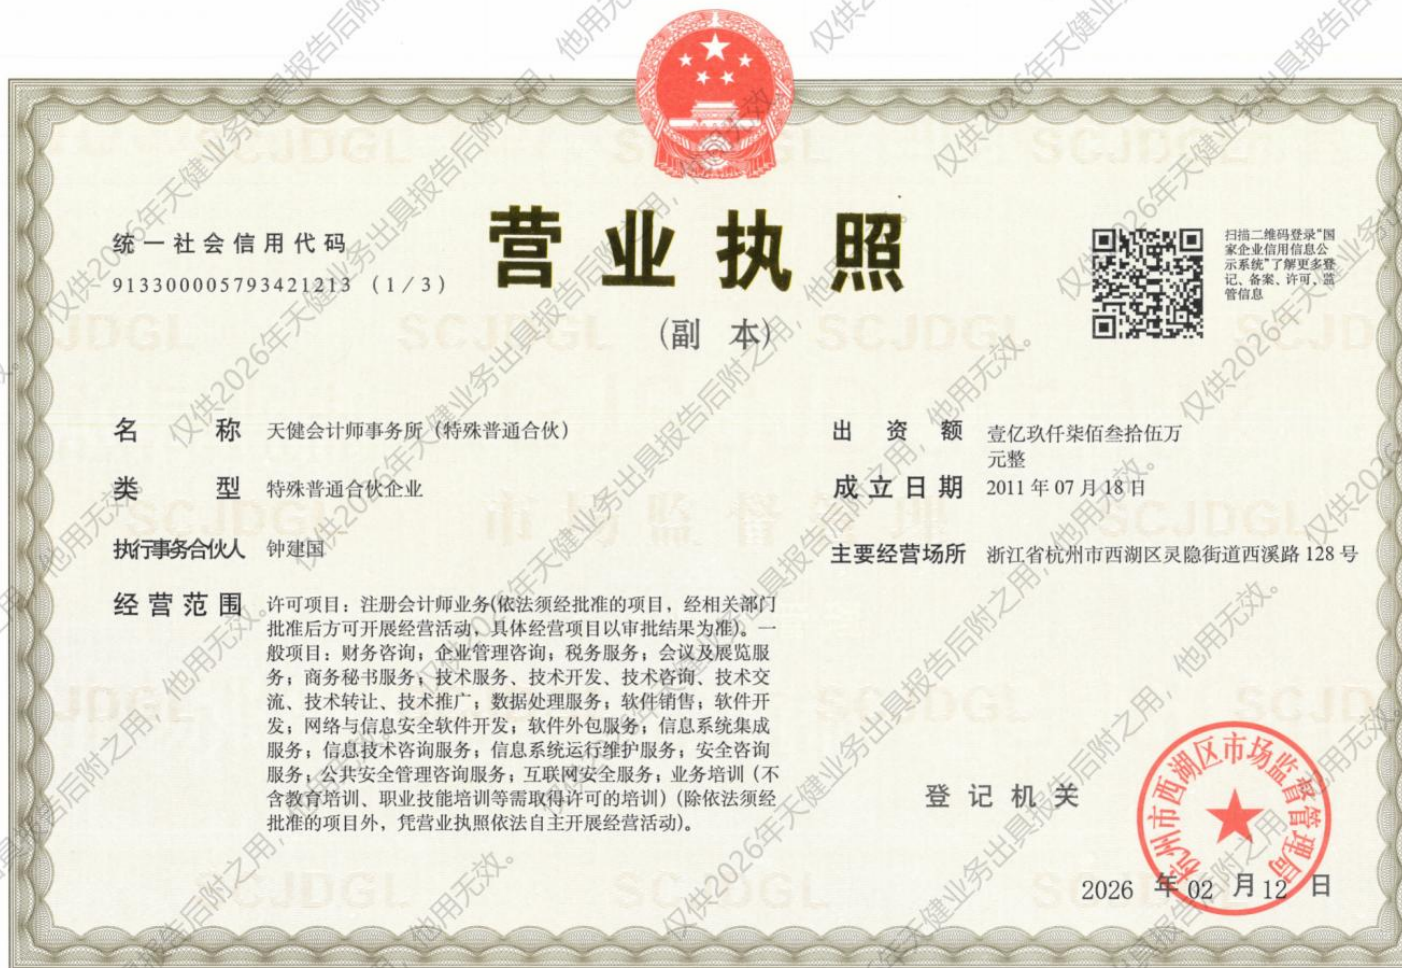 营业执照
(副 本)
统一社会信用代码
913300005793421213 (1/3)
扫描二维码登录"国
家企业信用信息公
示系统"了解更多登
记、备案、许可、监
管信息
名 称 天健会计师事务所（特殊普通合伙）
类 型 特殊普通合伙企业
执行事务合伙人 钟建国
经营范围 许可项目：注册会计师业务(依法须经批准的项目，经相关部门
批准后方可开展经营活动，具体经营项目以审批结果为准)。一
般项目：财务咨询；企业管理咨询；税务服务；会议及展览服
务；商务秘书服务；技术服务、技术开发、技术咨询、技术交
流、技术转让、技术推广；数据处理服务；软件销售；软件开
发；网络与信息安全软件开发；软件外包服务；信息系统集成
服务；信息技术咨询服务；信息系统运行维护服务；安全咨询
服务；公共安全管理咨询服务；互联网安全服务；业务培训（不
含教育培训、职业技能培训等需取得许可的培训）(除依法须经
批准的项目外，凭营业执照依法自主开展经营活动)。
出 资 额 壹亿玖仟柒佰叁拾伍万
元整
成立日期 2011 年 07 月 18 日
主要经营场所 浙江省杭州市西湖区灵隐街道西溪路 128 号
登记机关
杭州市西湖区市场监督管理局
2026 年 02 月 12 日
仅供2026年天健业务出具报告后附之用，他用无效。
SCJDGL
市场监督管理